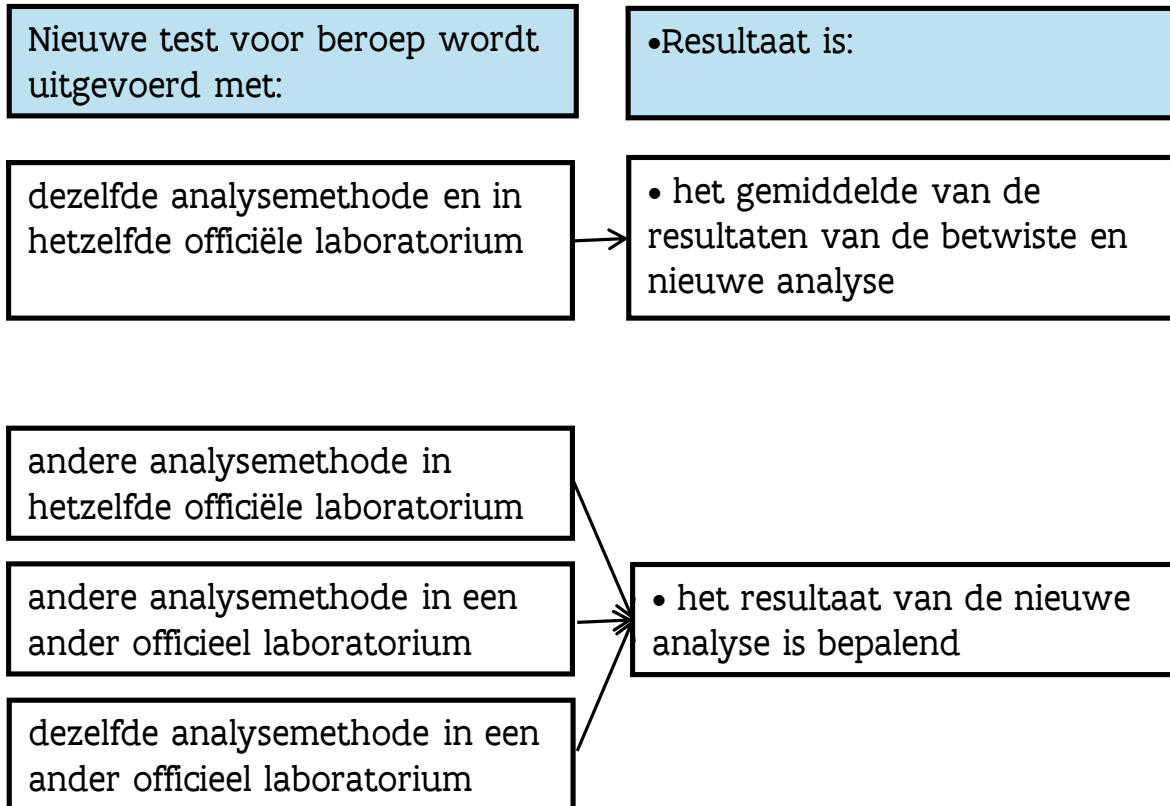 Nieuwe test voor beroep wordt
uitgevoerd met:
•Resultaat is:
dezelfde analysemethode en in
hetzelfde officiële laboratorium
• het gemiddelde van de
resultaten van de betwiste en
nieuwe analyse
andere analysemethode in
hetzelfde officiële laboratorium
andere analysemethode in een
ander officieel laboratorium
dezelfde analysemethode in een
ander officieel laboratorium
• het resultaat van de nieuwe
analyse is bepalend